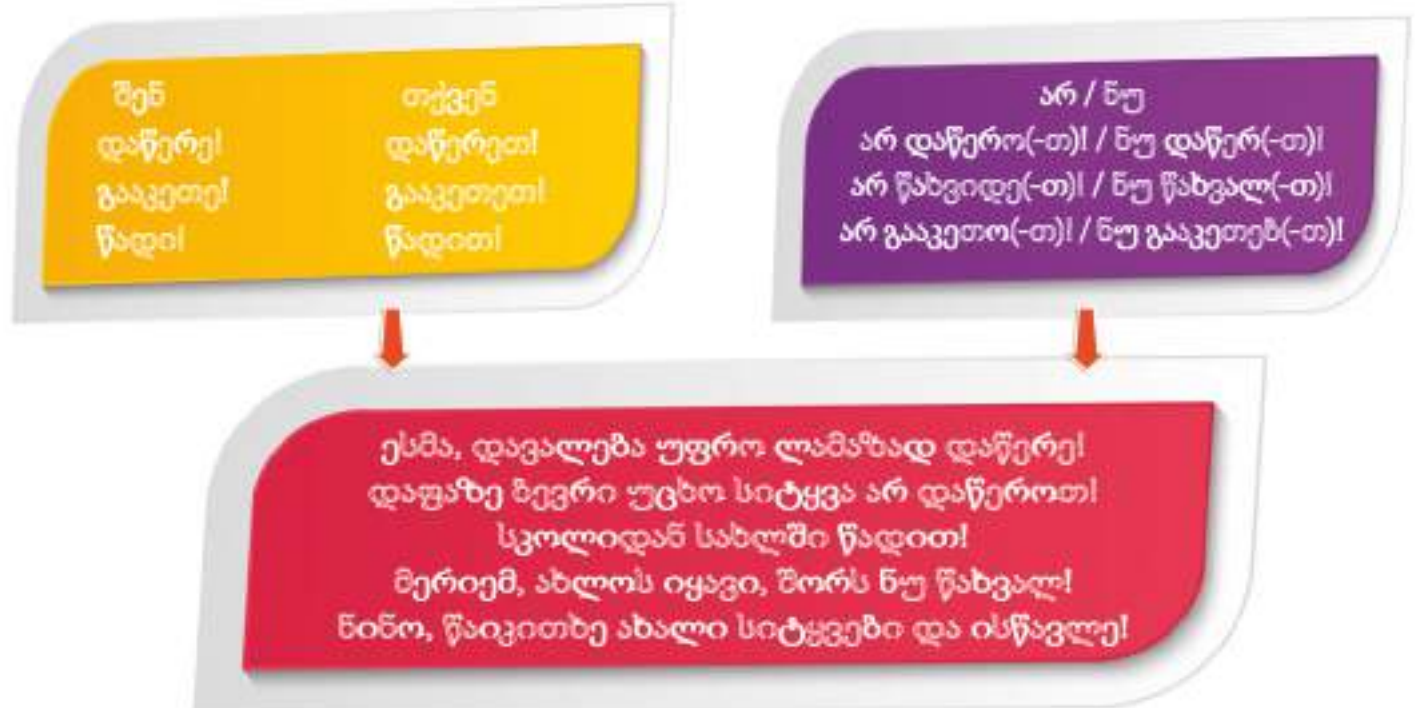 შენ თქვენ
დაწერე! დაწერეთ!
გააკეთე! გააკეთეთ!
წადი! წადით!
არ / ნუ
არ დაწერო(-თ)! / ნუ დაწერ(-თ)!
არ წახვიდე(-თ)! / ნუ წახვალ(-თ)!
არ გააკეთო(-თ)! / ნუ გააკეთებ(-თ)!
ესმა, დავალება უფრო ლამაზად დაწერე!
დაფაზე ბევრი უცხო სიტყვა არ დაწეროთ!
სკოლიდან სახლში წადით!
მერიემ, ახლოს იყავი, შორს ნუ წახვალ!
ნინო, წაიკითხე ახალი სიტყვები და ისწავლე!